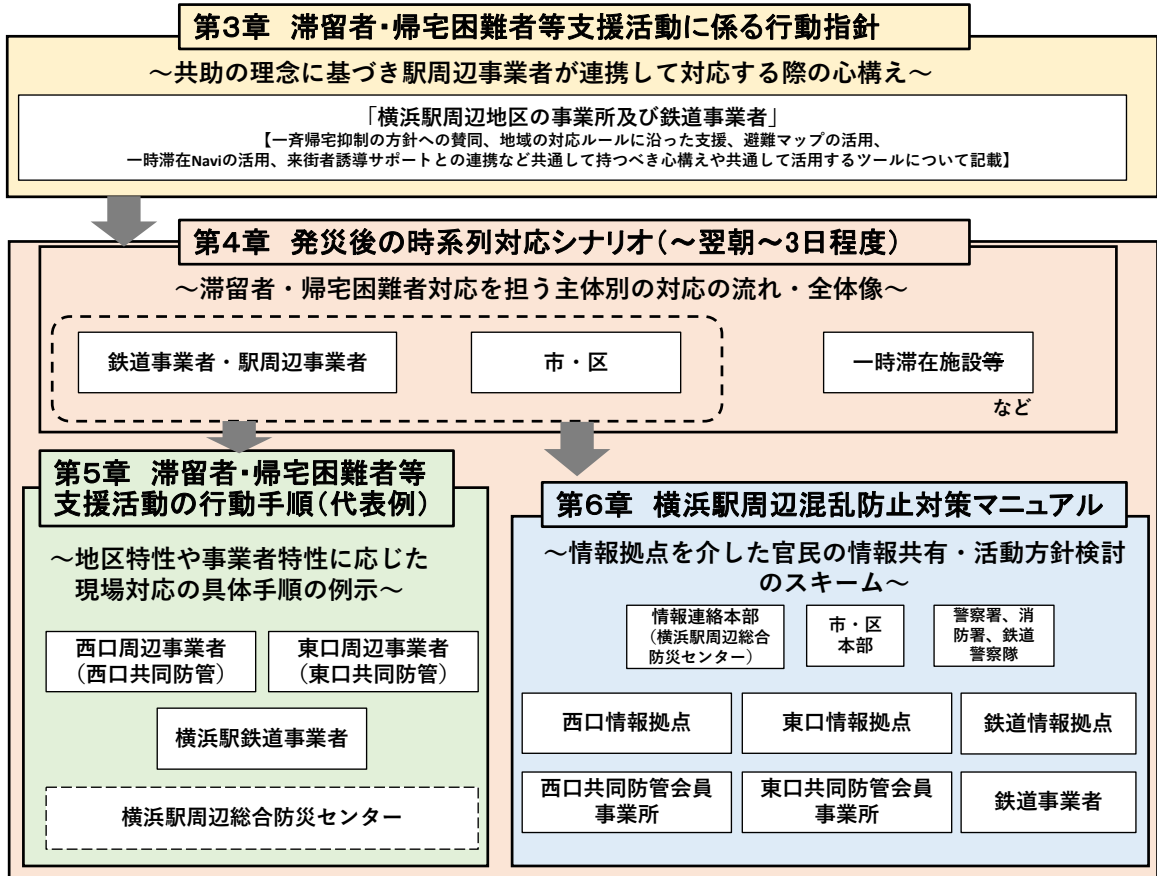 第3章 滞留者・帰宅困難者等支援活動に係る行動指針
～共助の理念に基づき駅周辺事業者が連携して対応する際の心構え～
「横浜駅周辺地区の事業所及び鉄道事業者」
【一斉帰宅抑制の方針への賛同、地域の対応ルールに沿った支援、避難マップの活用、
一時滞在Naviの活用、来街者誘導サポートとの連携など共通して持つべき心構えや共通して活用するツールについて記載】
第4章 発災後の時系列対応シナリオ(～翌朝～3日程度)
～滞留者・帰宅困難者対応を担う主体別の対応の流れ・全体像～
鉄道事業者・駅周辺事業者
市・区
一時滞在施設等
など
第5章 滞留者・帰宅困難者等
支援活動の行動手順(代表例)
～地区特性や事業者特性に応じた
現場対応の具体手順の例示～
西口周辺事業者
(西口共同防管)
東口周辺事業者
(東口共同防管)
横浜駅鉄道事業者
横浜駅周辺総合防災センター
第6章 横浜駅周辺混乱防止対策マニュアル
～情報拠点を介した官民の情報共有・活動方針検討
のスキーム～
情報連絡本部
(横浜駅周辺総合
防災センター)
市・区
本部
警察署、消
防署、鉄道
警察隊
西口情報拠点
東口情報拠点
鉄道情報拠点
西口共同防管会員
事業所
東口共同防管会員
事業所
鉄道事業者